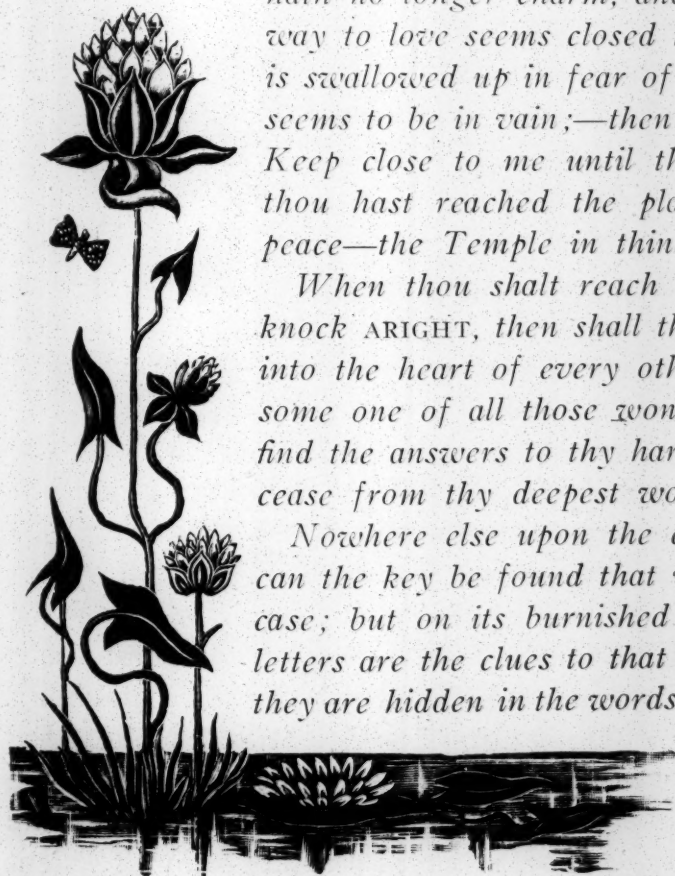 no longer charm, and
way to love seems closed
is swallowed up in fear of
seems to be in vain;—then
Keep close to me until th
thou hast reached the pla
peace—the Temple in thin
When thou shalt reach
knock ARIGHT, then shall th
into the heart of every oth
some one of all those won
find the answers to thy har
cease from thy deepest wo
Nowhere else upon the e
can the key be found that
case; but on its burnished
letters are the clues to that
they are hidden in the words